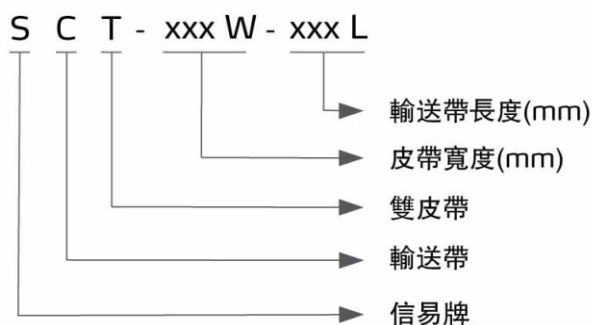 S C T - xxx W - xxx L
輸送帶長度(mm)
皮帶寬度(mm)
雙皮帶
輸送帶
信易牌